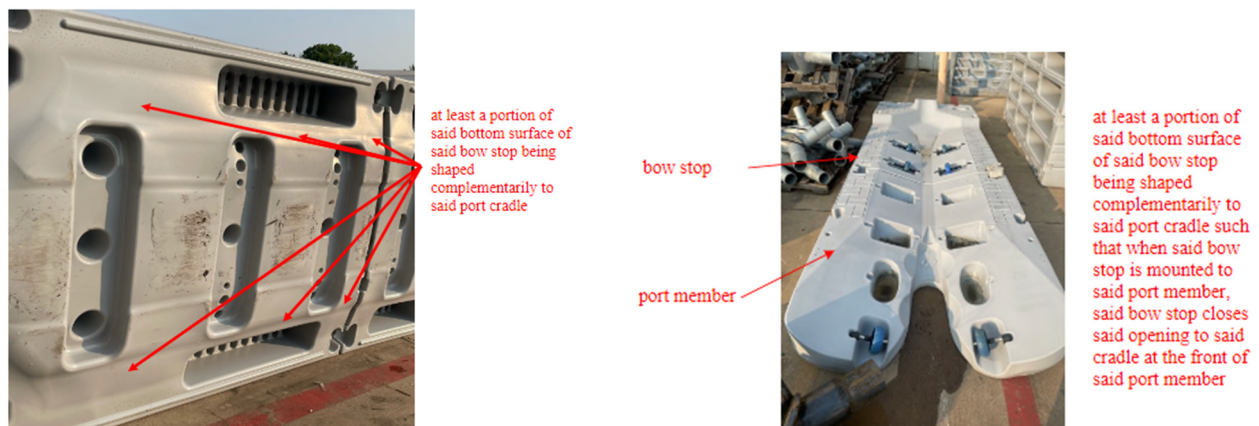 at least a portion of
said bottom surface of
said bow stop being
shaped
complementarily to
said port cradle
bow stop
port member
at least a portion of
said bottom surface
of said bow stop
being shaped
complementarily to
said port cradle such
that when said bow
stop is mounted to
said port member,
said bow stop closes
said opening to said
cradle at the front of
said port member